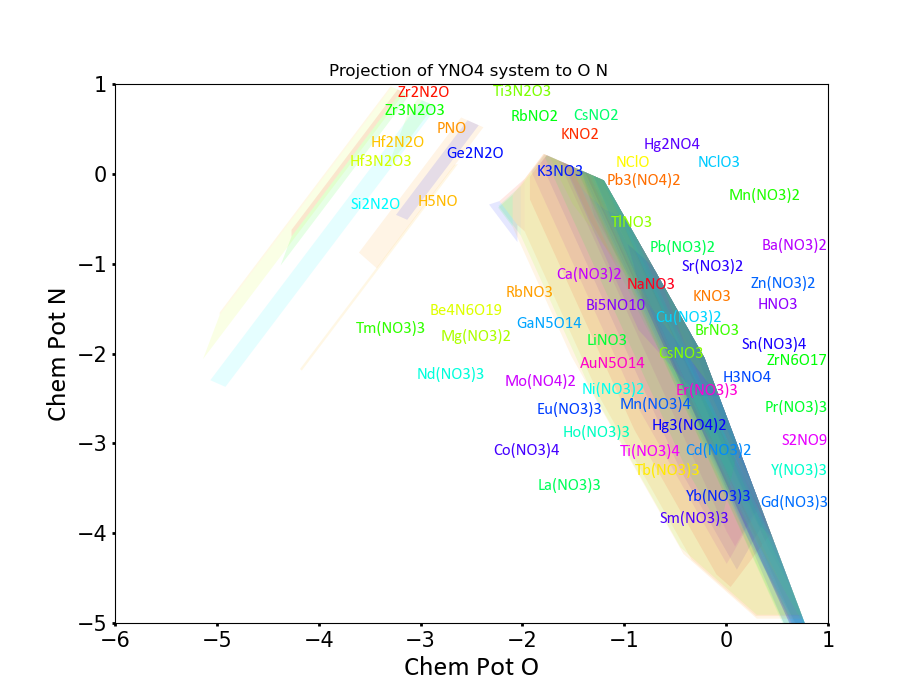 Projection of YNO4 system to O N
Zr2N2O
Ti3N2O3
Zr3N2O3
RbNO2
CsNO2
PNO
KNO2
Hf2N2O
Hg2NO4
Ge2N2O
Hf3N2O3
NClO
NClO3
K3NO3
Pb3(NO4)2
Mn(NO3)2
Si2N2O
H5NO
TlNO3
Pb(NO3)2
Ba(NO3)2
Sr(NO3)2
Ca(NO3)2
NaNO3
Zn(NO3)2
RbNO3
KNO3
Bi5NO10
HNO3
Be4N6O19
Cu(NO3)2
GaN5O14
Tm(NO3)3
BrNO3
Mg(NO3)2
LiNO3
Sn(NO3)4
CsNO3
ZrN6O17
AuN5O14
Nd(NO3)3
H3NO4
Mo(NO4)2
Ni(NO3)2
Er(NO3)3
Eu(NO3)3
Mn(NO3)4
Pr(NO3)3
Hg3(NO4)2
Ho(NO3)3
S2NO9
Co(NO3)4
Ti(NO3)4
Cd(NO3)2
Tb(NO3)3
Y(NO3)3
La(NO3)3
Yb(NO3)3
Gd(NO3)3
Sm(NO3)3
1
0
−1
−2
−3
−4
−5
Chem Pot N
−6
−5
−4
−3
−2
−1
0
1
Chem Pot O